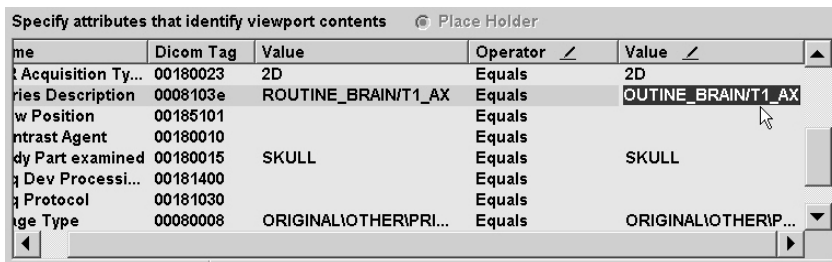 Specify attributes that identify viewport contents Place Holder
me Dicom Tag Value Operator Value
R Acquisition Ty... 00180023 2D Equals 2D
ries Description 0008103e ROUTINE_BRAIN/T1_AX Equals OUTINE_BRAIN/T1_AX
w Position 00185101 Equals
ntrast Agent 00180010 Equals
dy Part examined 00180015 SKULL Equals SKULL
q Dev Processi... 00181400 Equals
q Protocol 00181030 Equals
age Type 00080008 ORIGINAL\OTHER\PRI... Equals ORIGINAL\OTHER\P...